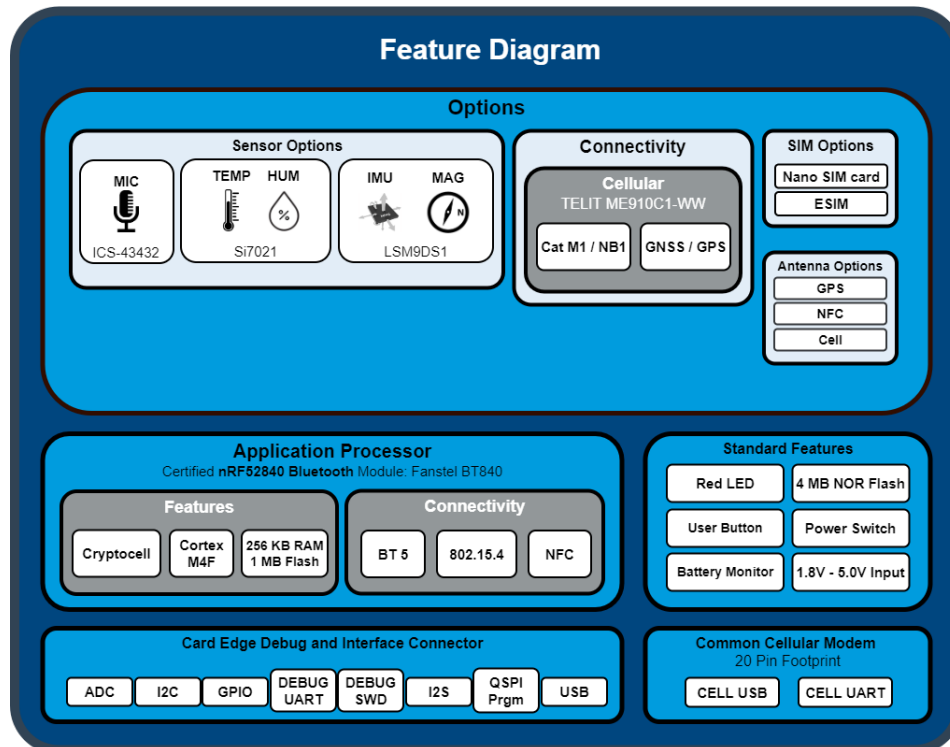 Feature Diagram
Options
Sensor Options
MIC
ICS-43432
TEMP HUM
%
Si7021
IMU MAG
N
LSM9DS1
Connectivity
Cellular
TELIT ME910C1-WW
Cat M1 / NB1
GNSS / GPS
SIM Options
Nano SIM card
ESIM
Antenna Options
GPS
NFC
Cell
Application Processor
Certified nRF52840 Bluetooth Module: Fanstel BT840
Features
Cryptocell
Cortex
M4F
256 KB RAM
1 MB Flash
Connectivity
BT 5
802.15.4
NFC
Standard Features
Red LED
4 MB NOR Flash
User Button
Power Switch
Battery Monitor
1.8V - 5.0V Input
Card Edge Debug and Interface Connector
ADC
I2C
GPIO
DEBUG
UART
DEBUG
SWD
I2S
QSPI
Prgm
USB
Common Cellular Modem
20 Pin Footprint
CELL USB
CELL UART